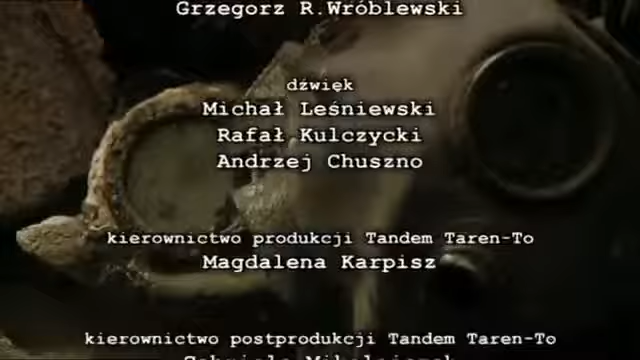 Grzegorz R.Wróblewski
dźwięk
Michał Leśniewski
Rafał Kulczycki
Andrzej Chuszno
kierownictwo produkcji Tandem Taren-To
Magdalena Karpisz
kierownictwo postprodukcji Tandem Taren-To